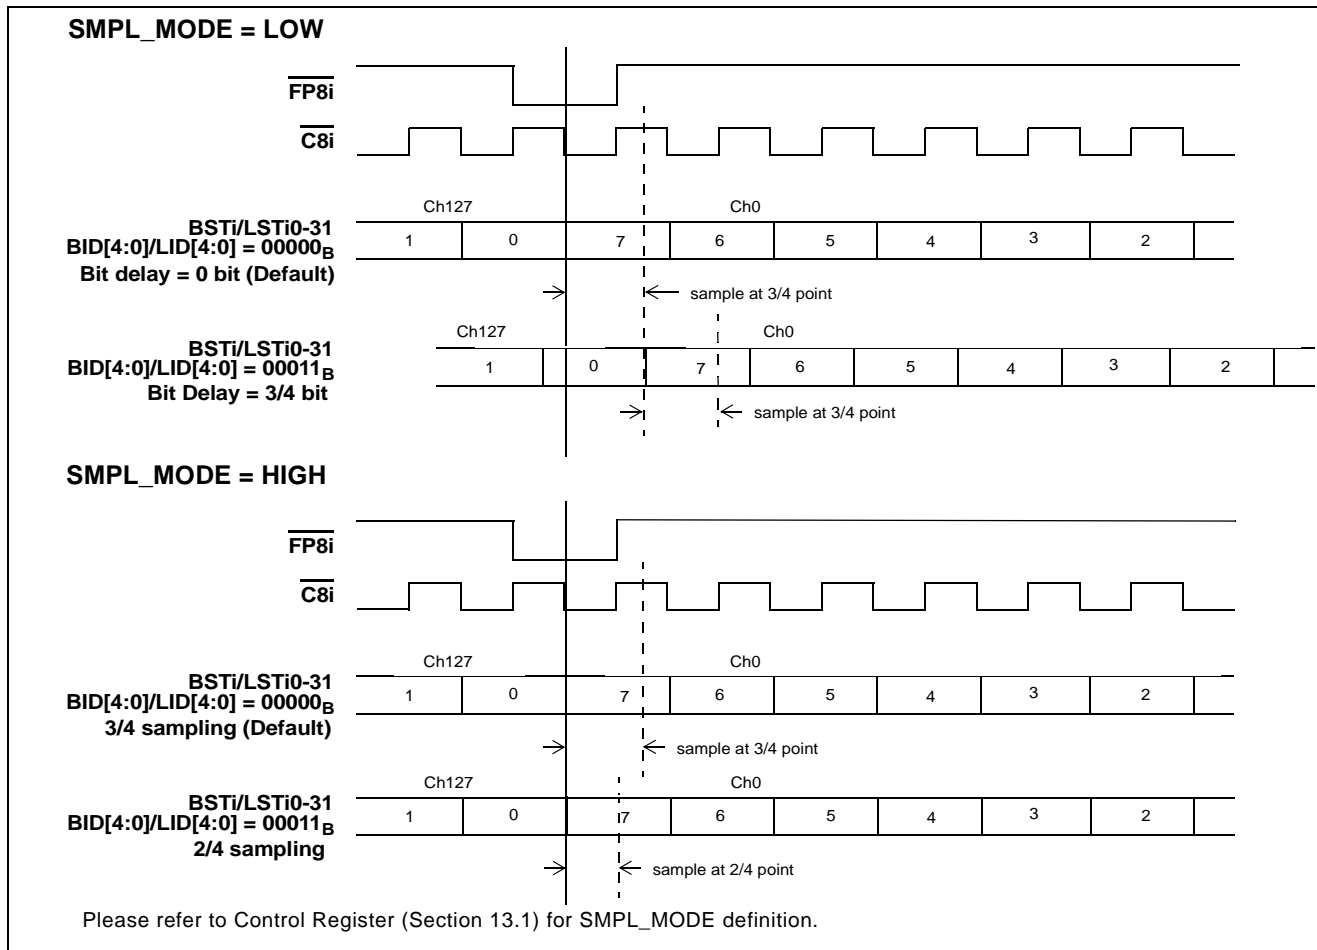 SMPL_MODE = LOW
FP8i
C8i
Ch127 Ch0
BSTi/LSTi0-31
BID[4:0]/LID[4:0] = 00000B
Bit delay = 0 bit (Default)
1 0 7 6 5 4 3 2
sample at 3/4 point
Ch127 Ch0
BSTi/LSTi0-31
BID[4:0]/LID[4:0] = 00011B
Bit Delay = 3/4 bit
1 0 7 6 5 4 3 2
sample at 3/4 point
SMPL_MODE = HIGH
FP8i
C8i
Ch127 Ch0
BSTi/LSTi0-31
BID[4:0]/LID[4:0] = 00000B
3/4 sampling (Default)
1 0 7 6 5 4 3 2
sample at 3/4 point
Ch127 Ch0
BSTi/LSTi0-31
BID[4:0]/LID[4:0] = 00011B
2/4 sampling
1 0 7 6 5 4 3 2
sample at 2/4 point
Please refer to Control Register (Section 13.1) for SMPL_MODE definition.